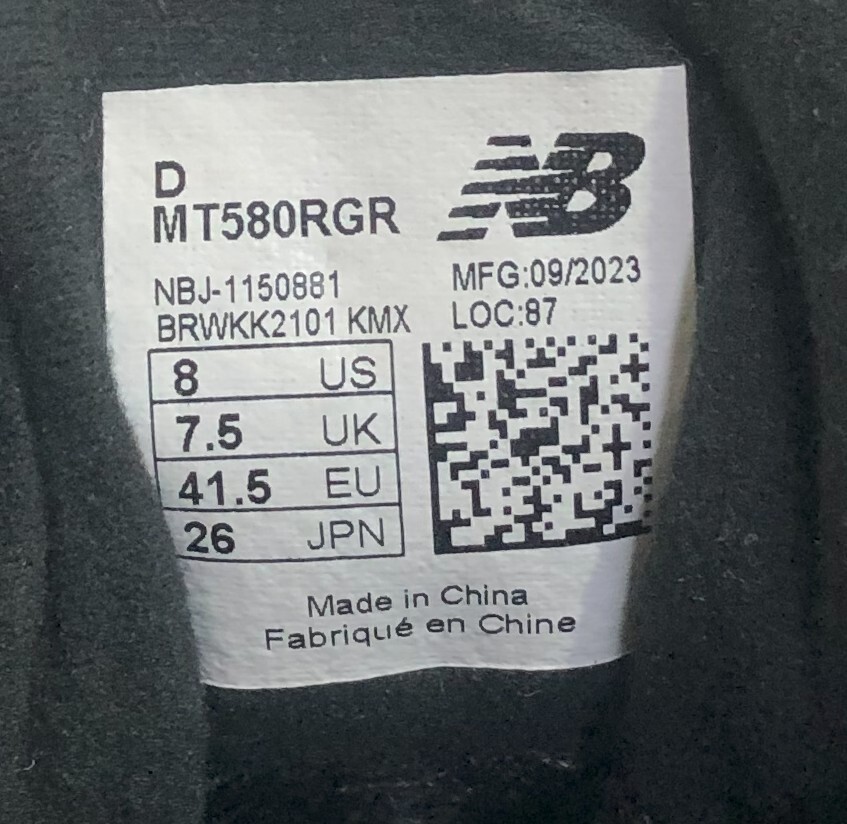 D
MT580RGR
NB
NBJ-1150881
BRWKK2101 KMX
MFG:09/2023
LOC:87
8 US
7.5 UK
41.5 EU
26 JPN
Made in China
Fabriqué en Chine